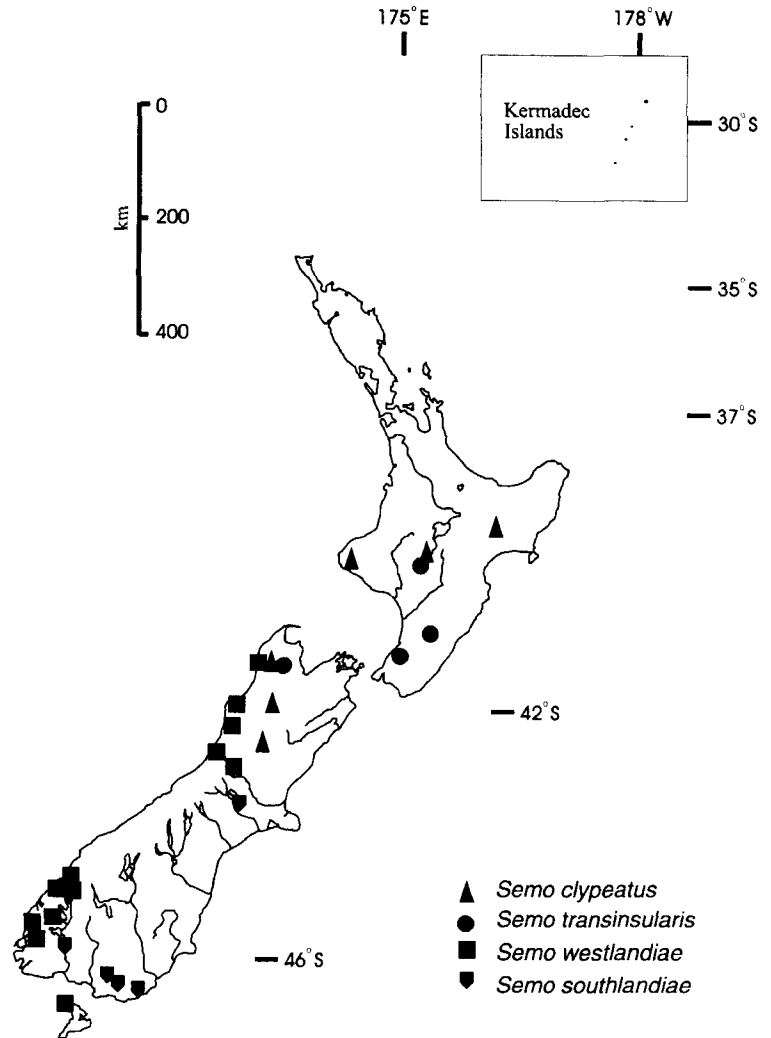 175°E
178°W
0
Kermadec
Islands
30°S
km
200
35°S
400
37°S
42°S
Semo clypeatus
Semo transinsularis
Semo westlandiae
46°S
Semo southlandiae